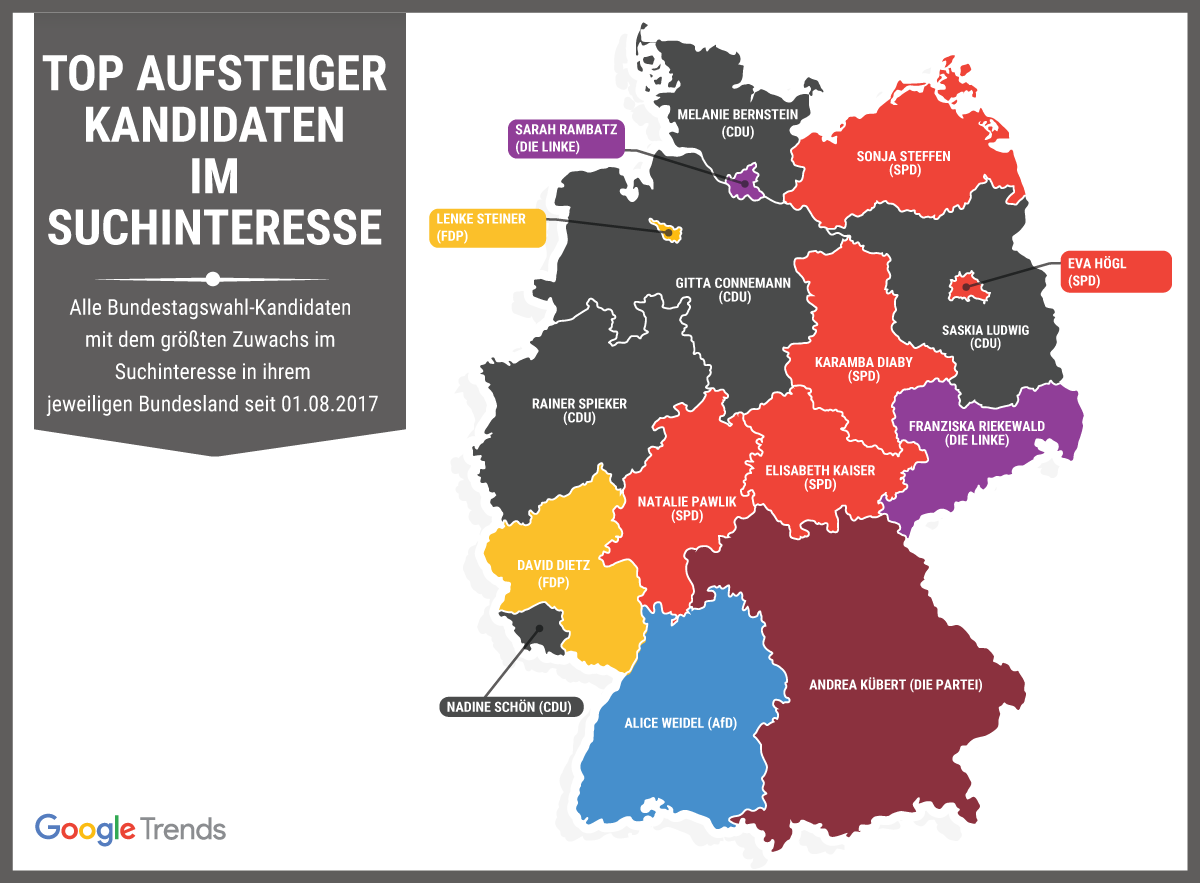 TOP AUFSTEIGER
KANDIDATEN
IM
SUCHINTERESSE
Alle Bundestagswahl-Kandidaten
mit dem größten Zuwachs im
Suchinteresse in ihrem
jeweiligen Bundesland seit 01.08.2017
MELANIE BERNSTEIN
(CDU)
SARAH RAMBATZ
(DIE LINKE)
SONJA STEFFEN
(SPD)
LENKE STEINER
(FDP)
EVA HÖGL
(SPD)
GITTA CONNEMANN
(CDU)
SASKIA LUDWIG
(CDU)
KARAMBA DIABY
(SPD)
RAINER SPIEKER
(CDU)
FRANZISKA RIEKEWALD
(DIE LINKE)
ELISABETH KAISER
(SPD)
NATALIE PAWLIK
(SPD)
DAVID DIETZ
(FDP)
NADINE SCHÖN (CDU)
ANDREA KÜBERT (DIE PARTEI)
ALICE WEIDEL (AfD)
Google Trends